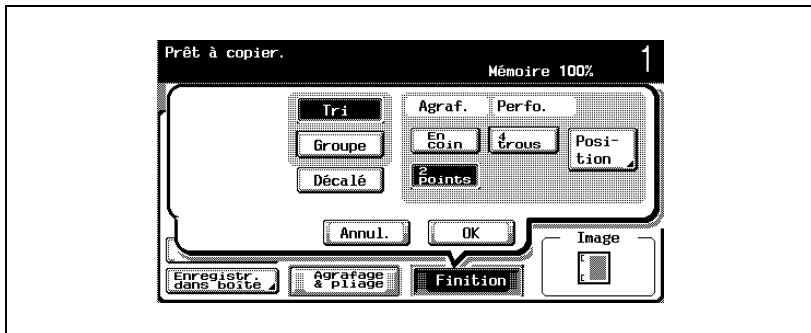 Prêt à copier.
1
Mémoire 100%
Tri
Agraf.
Perfo.
Groupe
En coin
4 trous
Posi-
tion
Décalé
2 points
Annul.
OK
Image
Enregistr.
dans boîte
Agrafage
& pliage
Finition